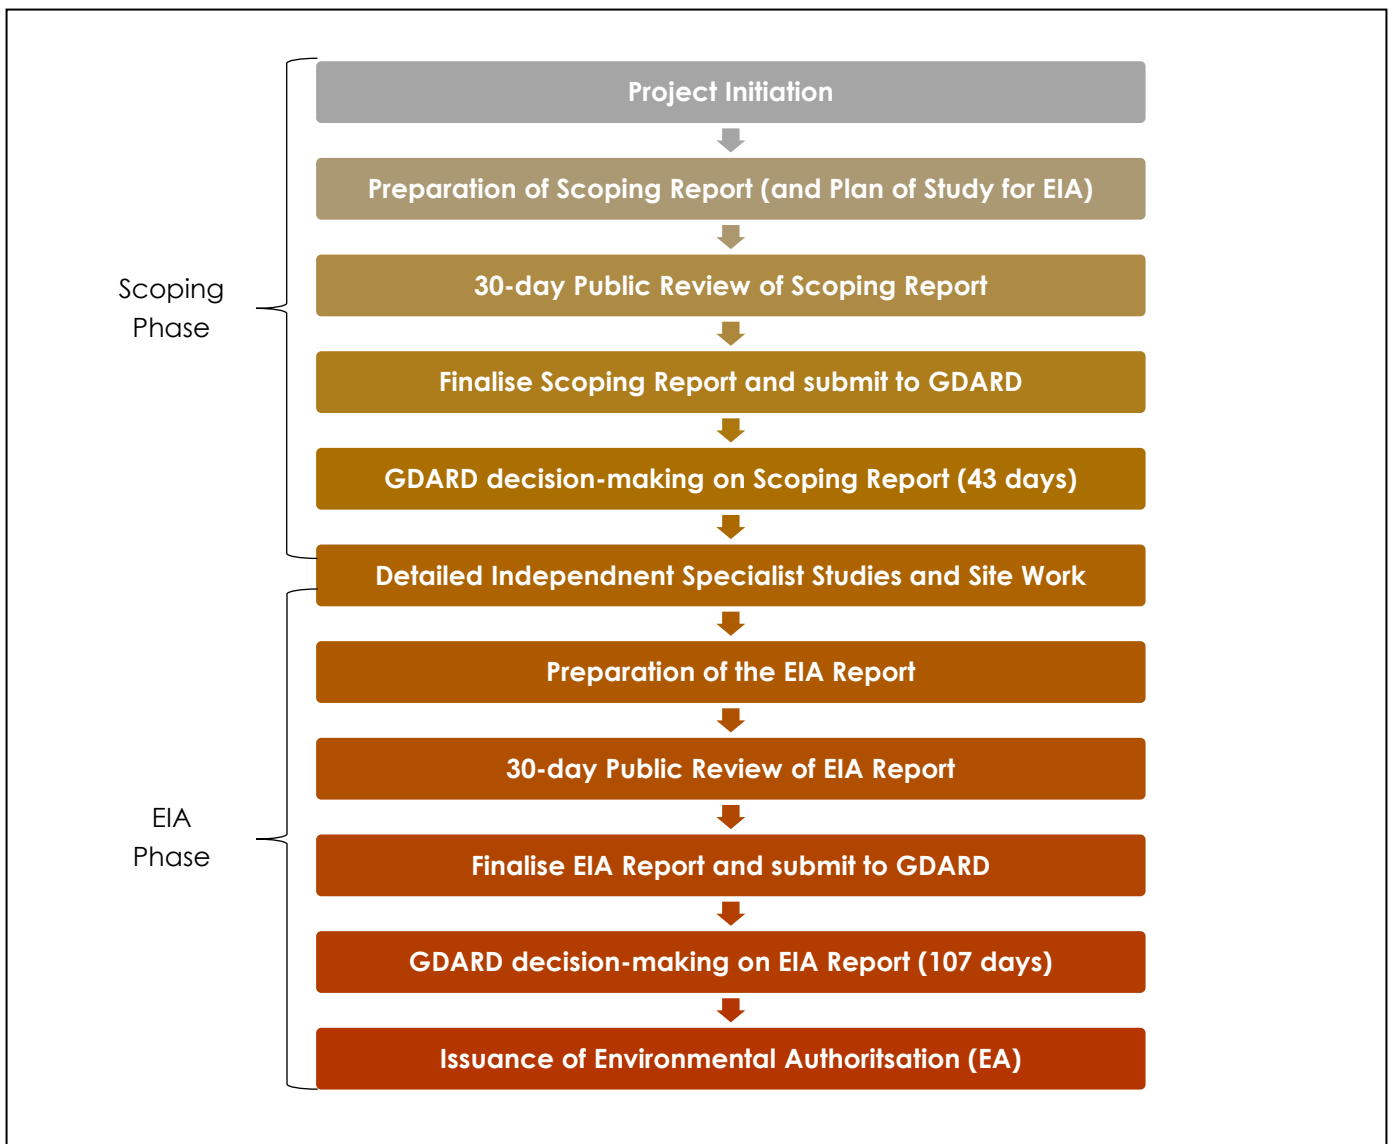 Project Initiation
Preparation of Scoping Report (and Plan of Study for EIA)
30-day Public Review of Scoping Report
Scoping
Phase
Finalise Scoping Report and submit to GDARD
GDARD decision-making on Scoping Report (43 days)
Detailed Independnent Specialist Studies and Site Work
Preparation of the EIA Report
30-day Public Review of EIA Report
EIA
Phase
Finalise EIA Report and submit to GDARD
GDARD decision-making on EIA Report (107 days)
Issuance of Environmental Authoritsation (EA)